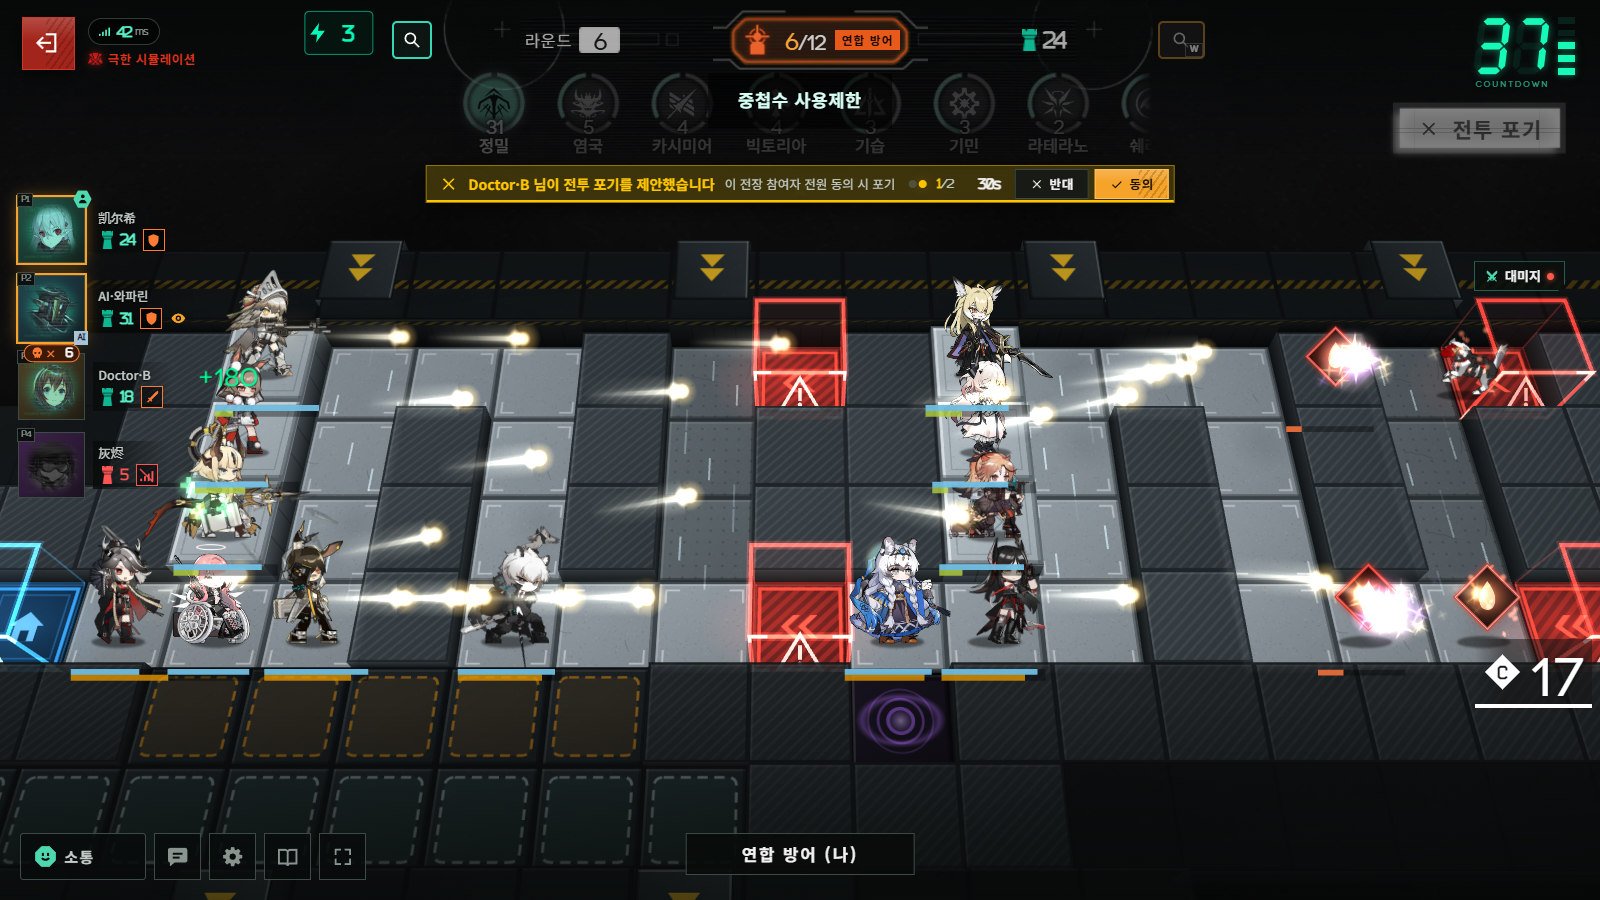 42ms
극한 시뮬레이션
3
라운드 6
6/12 연합 방어
24
W
37
COUNTDOWN
중첩수 사용제한
31
정밀
5
염국
4
카시미어
4
빅토리아
3
기습
3
기민
2
라테라노
전투 포기
Doctor·B 님이 전투 포기를 제안했습니다 이 전장 참여자 전원 동의 시 포기 1/2 30s 반대 동의
P1
凯尔希
24
P2
AI·와파린
31
AI
× 6
Doctor·B
18
P4
灰烬
5
+180
대미지
C 17
소통
연합 방어 (나)